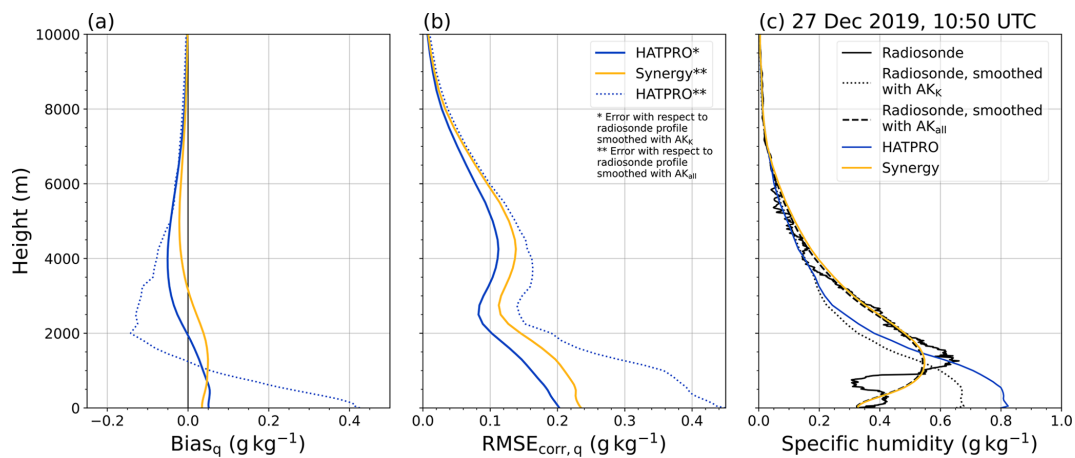 (a)
(b)
(c) 27 Dec 2019, 10:50 UTC
Height (m)
10000
8000
6000
4000
2000
0
−0.2
0.0
0.2
0.4
Bias_q (g kg⁻¹)
HATPRO*
Synergy**
HATPRO**
* Error with respect to
radiosonde profile
smoothed with AK_K
** Error with respect to
radiosonde profile
smoothed with AK_all
0.0
0.1
0.2
0.3
0.4
RMSE_corr, q (g kg⁻¹)
Radiosonde
Radiosonde, smoothed
with AK_K
Radiosonde, smoothed
with AK_all
HATPRO
Synergy
0.0
0.2
0.4
0.6
0.8
1.0
Specific humidity (g kg⁻¹)